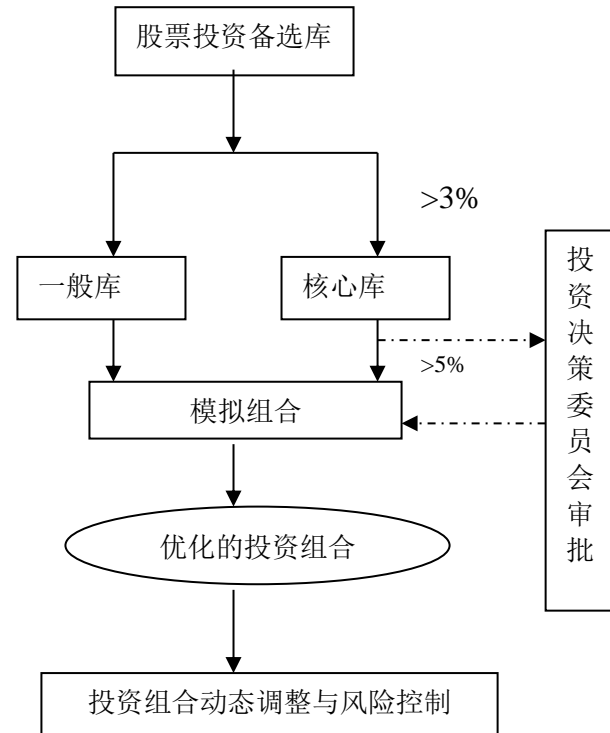 股票投资备选库
>3%
一般库
核心库
投资决策委员会审批
>5%
模拟组合
优化的投资组合
投资组合动态调整与风险控制